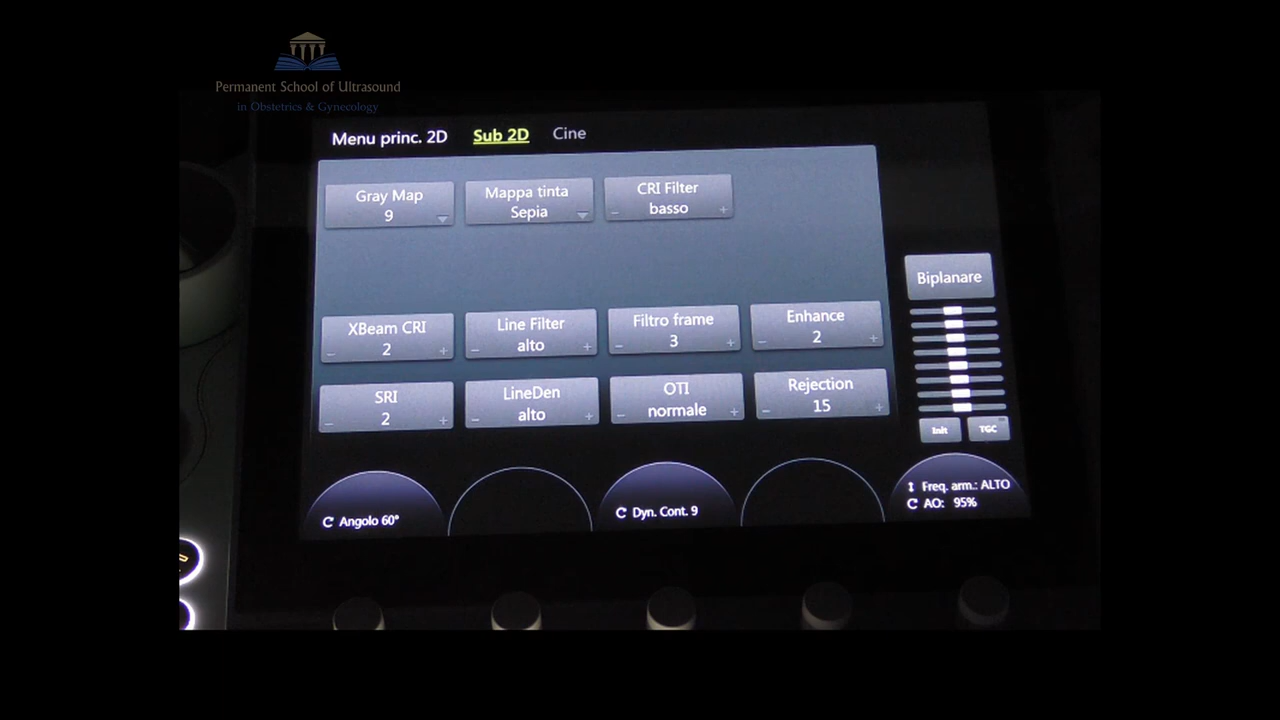 Permanent School of Ultrasound
in Obstetrics & Gynecology
Menu princ. 2D Sub 2D Cine
Gray Map
9
Mappa tinta
Sepia
CRI Filter
basso
Biplanare
XBeam CRI
2
Line Filter
alto
Filtro frame
3
Enhance
2
SRI
2
LineDen
alto
OTI
normale
Rejection
15
Init
TGC
Angolo 60°
Dyn. Cont. 9
Freq. arm.: ALTO
AO: 95%